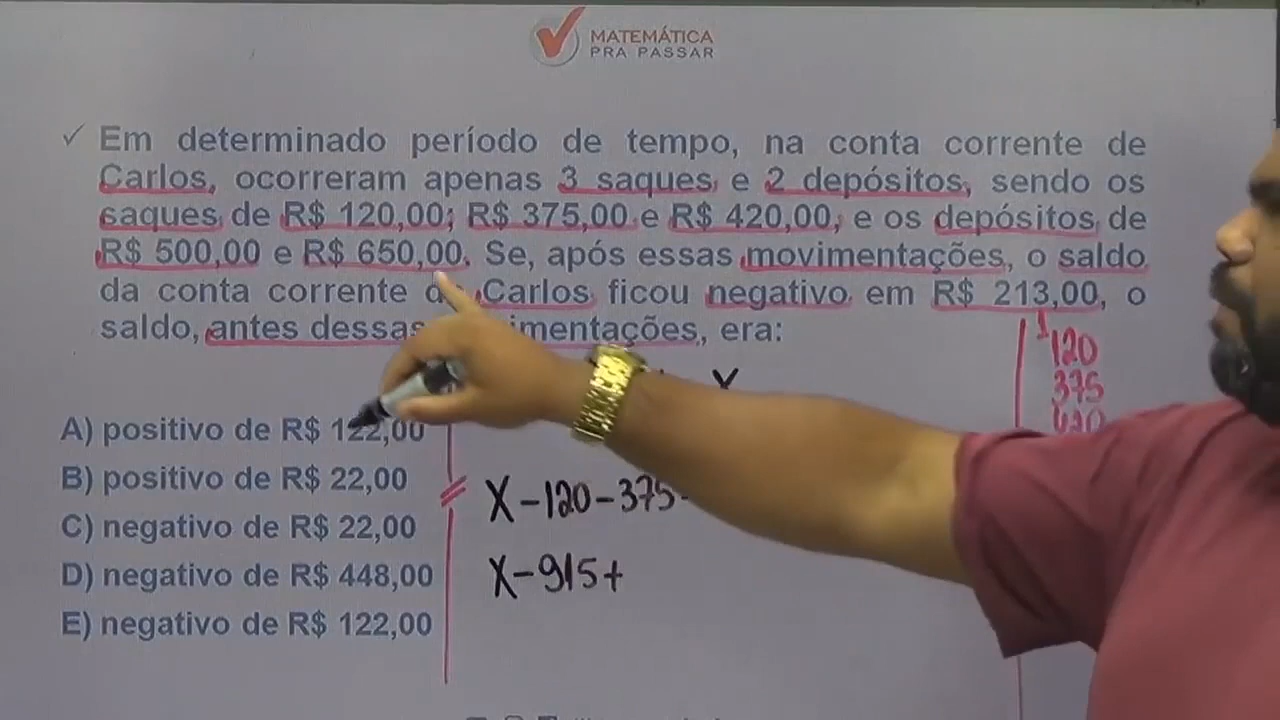 MATEMÁTICA
PRA PASSAR
✓ Em determinado período de tempo, na conta corrente de
Carlos, ocorreram apenas 3 saques e 2 depósitos, sendo os
saques de R$ 120,00; R$ 375,00 e R$ 420,00, e os depósitos de
R$ 500,00 e R$ 650,00. Se, após essas movimentações, o saldo
da conta corrente Carlos ficou negativo em R$ 213,00, o
saldo, antes dessas imentações, era:
1
120
375
420
X
A) positivo de R$ 122,00
B) positivo de R$ 22,00
X-120-375-
C) negativo de R$ 22,00
D) negativo de R$ 448,00
X-915+
E) negativo de R$ 122,00